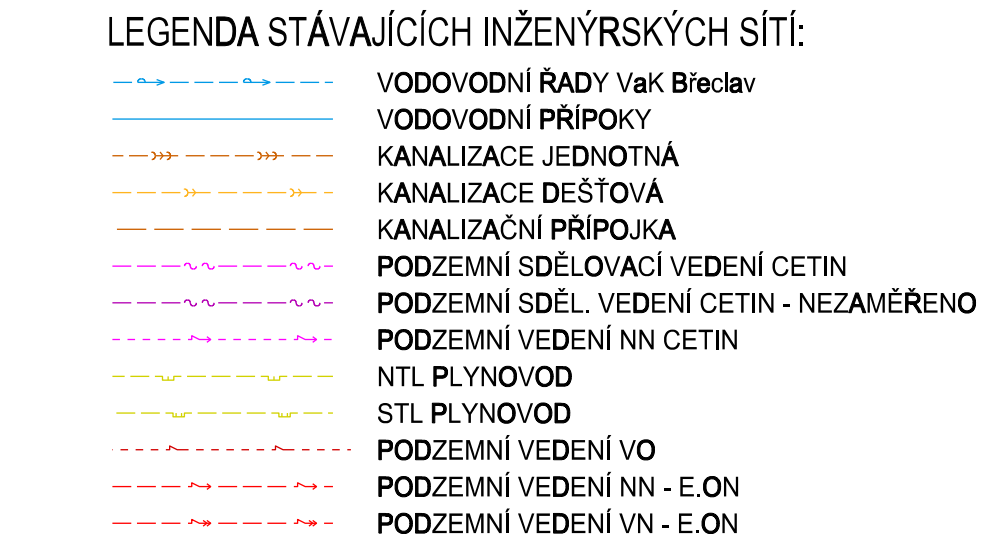 LEGENDA STÁVAJÍCÍCH INŽENÝRSKÝCH SÍTÍ:
VODOVODNÍ ŘADY VaK Břeclav
VODOVODNÍ PŘÍPOKY
KANALIZACE JEDNOTNÁ
KANALIZACE DEŠŤOVÁ
KANALIZAČNÍ PŘÍPOJKA
PODZEMNÍ SDĚLOVACÍ VEDENÍ CETIN
PODZEMNÍ SDĚL. VEDENÍ CETIN - NEZAMĚŘENO
PODZEMNÍ VEDENÍ NN CETIN
NTL PLYNOVOD
STL PLYNOVOD
PODZEMNÍ VEDENÍ VO
PODZEMNÍ VEDENÍ NN - E.ON
PODZEMNÍ VEDENÍ VN - E.ON